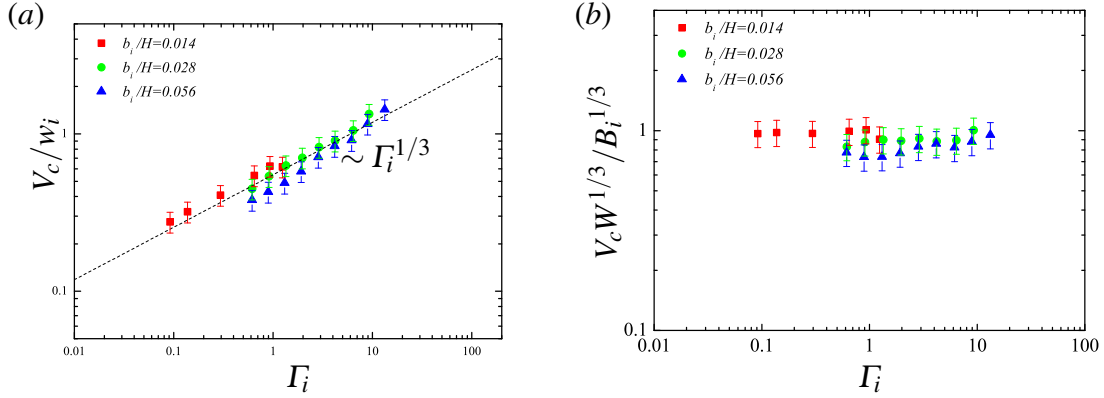 (a)
b_i/H=0.014
b_i/H=0.028
b_i/H=0.056
V_c/w_i
1
0.1
~ Γ_i^{1/3}
0.01 0.1 1 10 100
Γ_i
(b)
b_i/H=0.014
b_i/H=0.028
b_i/H=0.056
V_cW^{1/3}/B_i^{1/3}
1
0.1
0.01 0.1 1 10 100
Γ_i